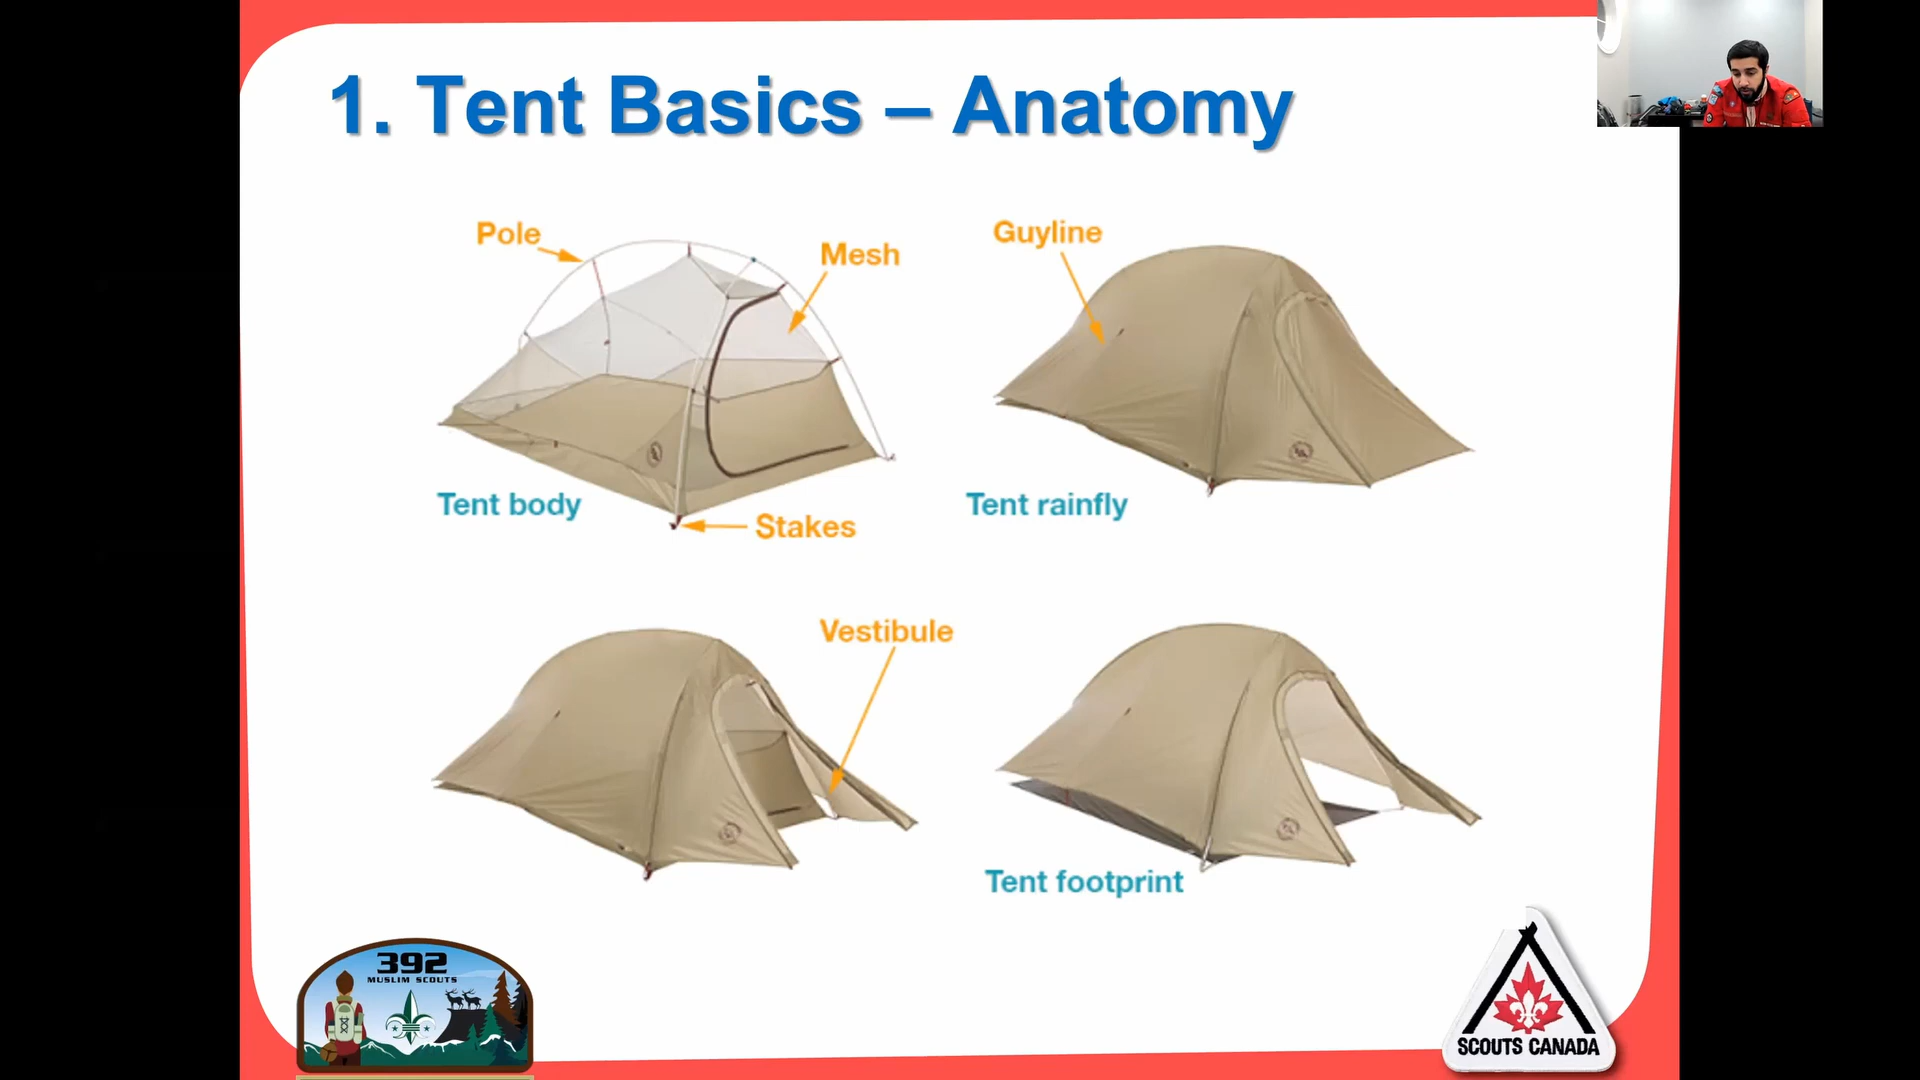 1. Tent Basics – Anatomy
Pole
Mesh
Guyline
Tent body
Stakes
Tent rainfly
Vestibule
Tent footprint
392
MUSLIM SCOUTS
SCOUTS CANADA